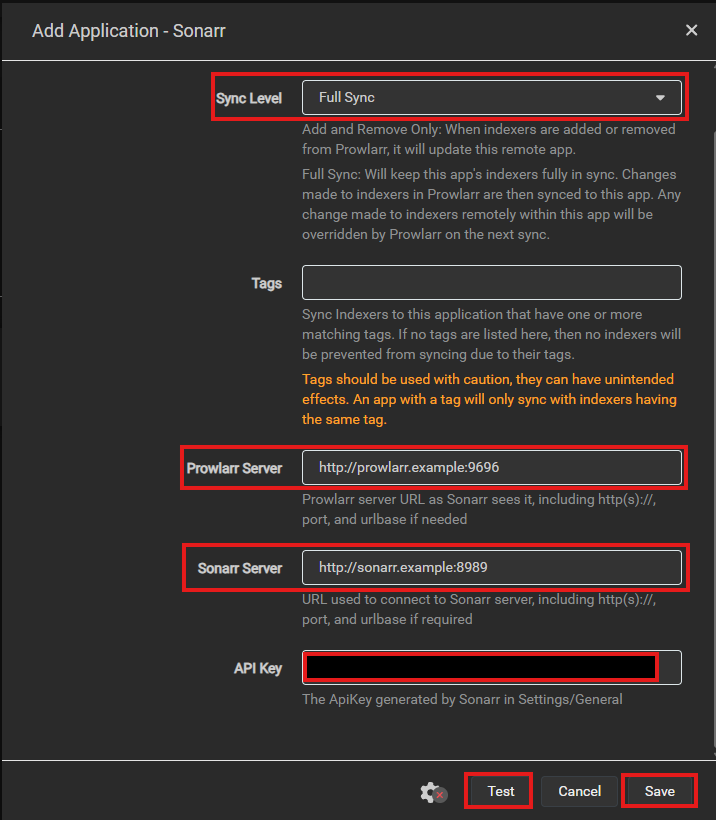 Add Application - Sonarr
Sync Level
Full Sync
Add and Remove Only: When indexers are added or removed
from Prowlarr, it will update this remote app.
Full Sync: Will keep this app's indexers fully in sync. Changes
made to indexers in Prowlarr are then synced to this app. Any
change made to indexers remotely within this app will be
overridden by Prowlarr on the next sync.
Tags
Sync Indexers to this application that have one or more
matching tags. If no tags are listed here, then no indexers will
be prevented from syncing due to their tags.
Tags should be used with caution, they can have unintended
effects. An app with a tag will only sync with indexers having
the same tag.
Prowlarr Server
http://prowlarr.example:9696
Prowlarr server URL as Sonarr sees it, including http(s)://,
port, and urlbase if needed
Sonarr Server
http://sonarr.example:8989
URL used to connect to Sonarr server, including http(s)://,
port, and urlbase if required
API Key
The ApiKey generated by Sonarr in Settings/General
Test
Cancel
Save